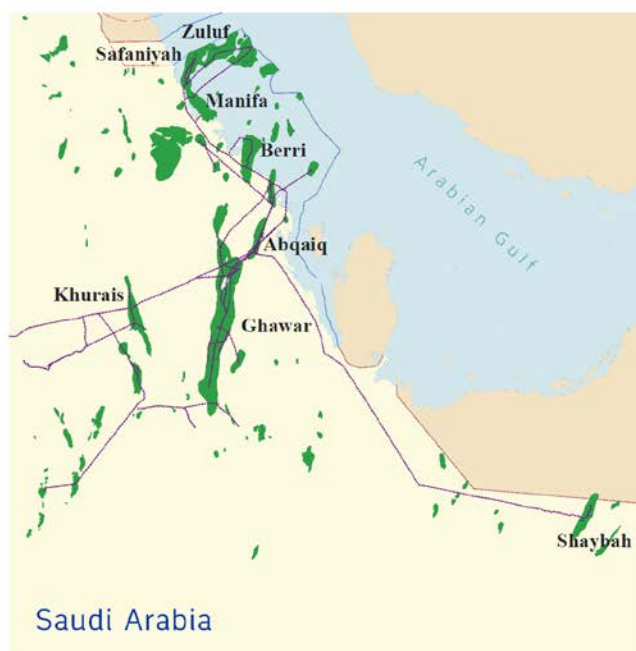 Zuluf
Safaniyah
Manifa
Berri
Arabian Gulf
Abqaiq
Khurais
Ghawar
Shaybah
Saudi Arabia